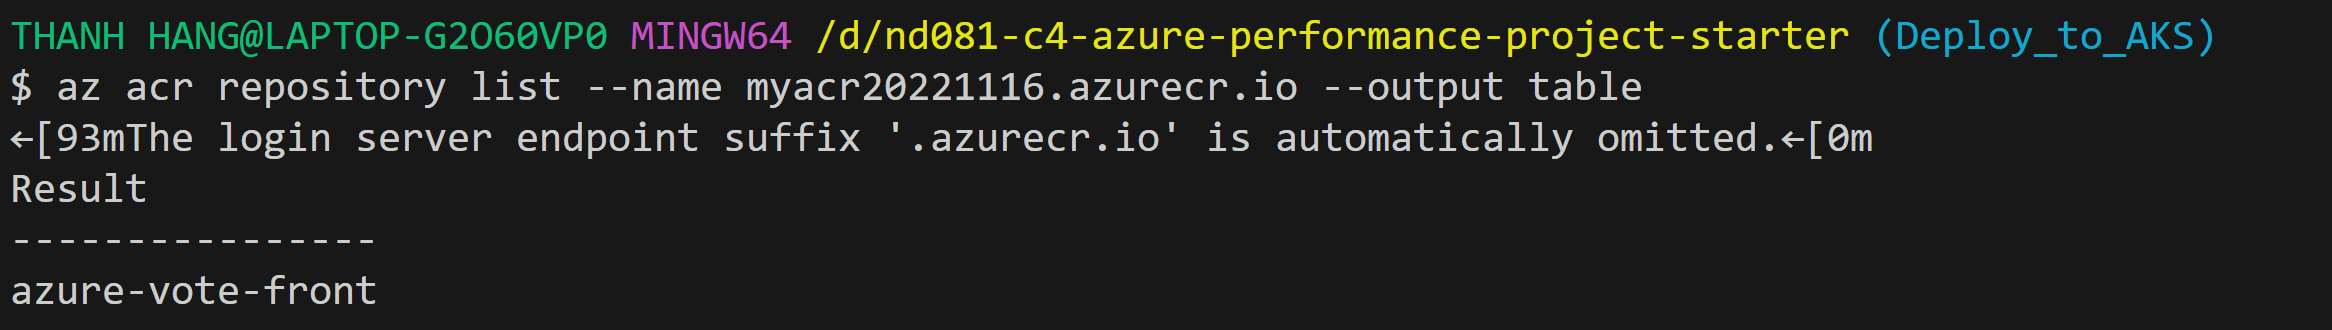 THANH HANG@LAPTOP-G2O60VP0 MINGW64 /d/nd081-c4-azure-performance-project-starter (Deploy_to_AKS)
$ az acr repository list --name myacr20221116.azurecr.io --output table
←[93mThe login server endpoint suffix '.azurecr.io' is automatically omitted.←[0m
Result
----------------
azure-vote-front